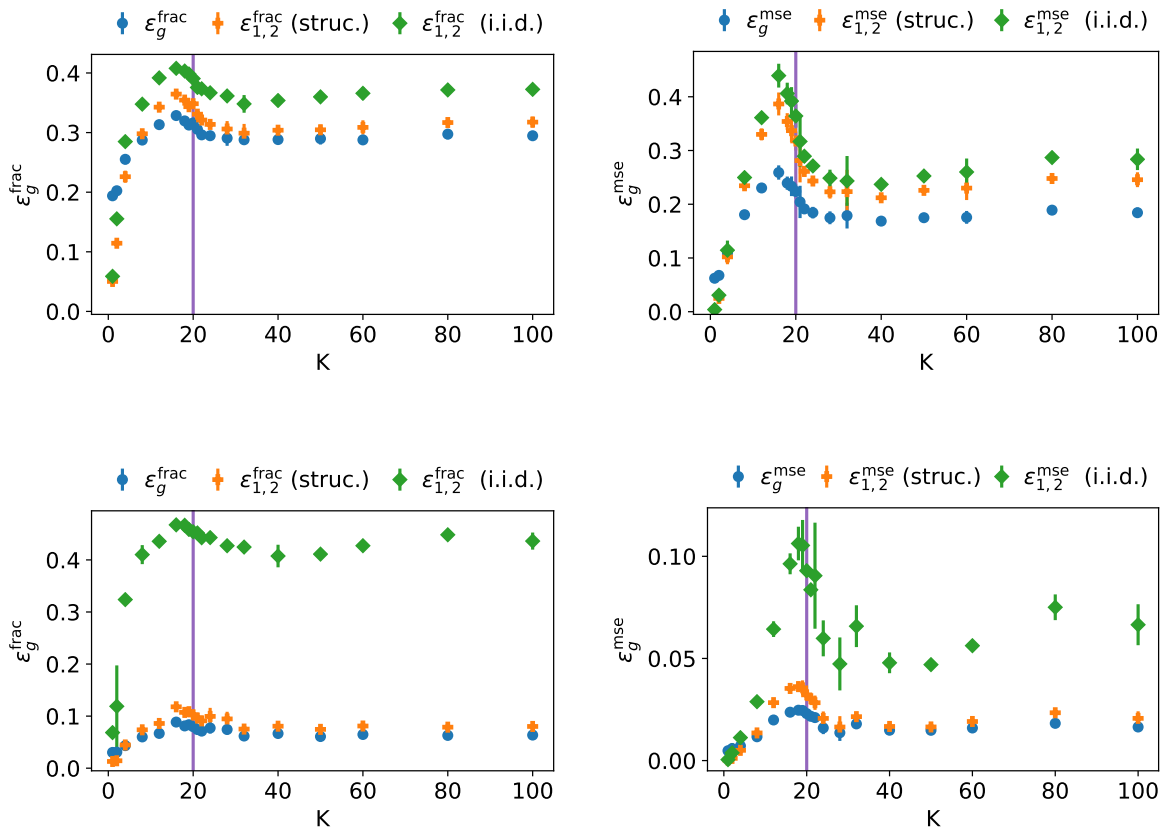 ε_g^frac ε_{1,2}^frac (struc.) ε_{1,2}^frac (i.i.d.)
ε_g^frac
0.4
0.3
0.2
0.1
0.0
0 20 40 60 80 100
K
ε_g^mse ε_{1,2}^mse (struc.) ε_{1,2}^mse (i.i.d.)
ε_g^mse
0.4
0.3
0.2
0.1
0.0
0 20 40 60 80 100
K
ε_g^frac ε_{1,2}^frac (struc.) ε_{1,2}^frac (i.i.d.)
ε_g^frac
0.5
0.4
0.3
0.2
0.1
0.0
0 20 40 60 80 100
K
ε_g^mse ε_{1,2}^mse (struc.) ε_{1,2}^mse (i.i.d.)
ε_g^mse
0.10
0.05
0.00
0 20 40 60 80 100
K